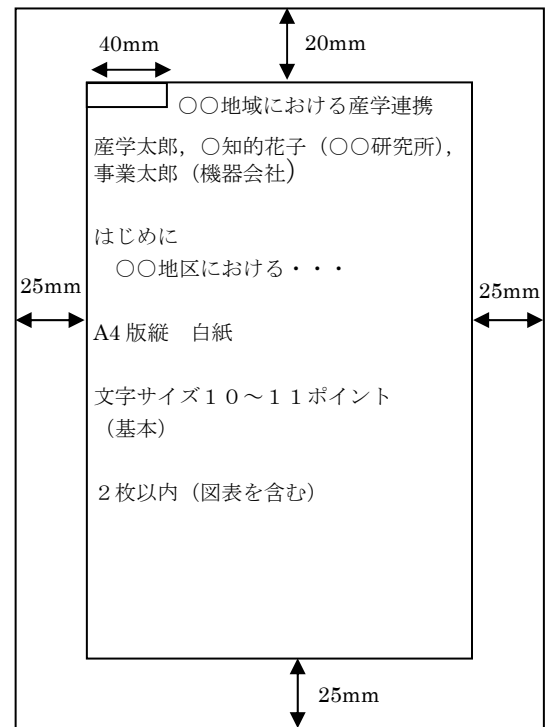 40mm
20mm
○○地域における産学連携
産学太郎，○知的花子（○○研究所），
事業太郎（機器会社）
はじめに
　○○地区における・・・
25mm
25mm
A4 版縦　白紙
文字サイズ１０～１１ポイント
（基本）
２枚以内（図表を含む）
25mm